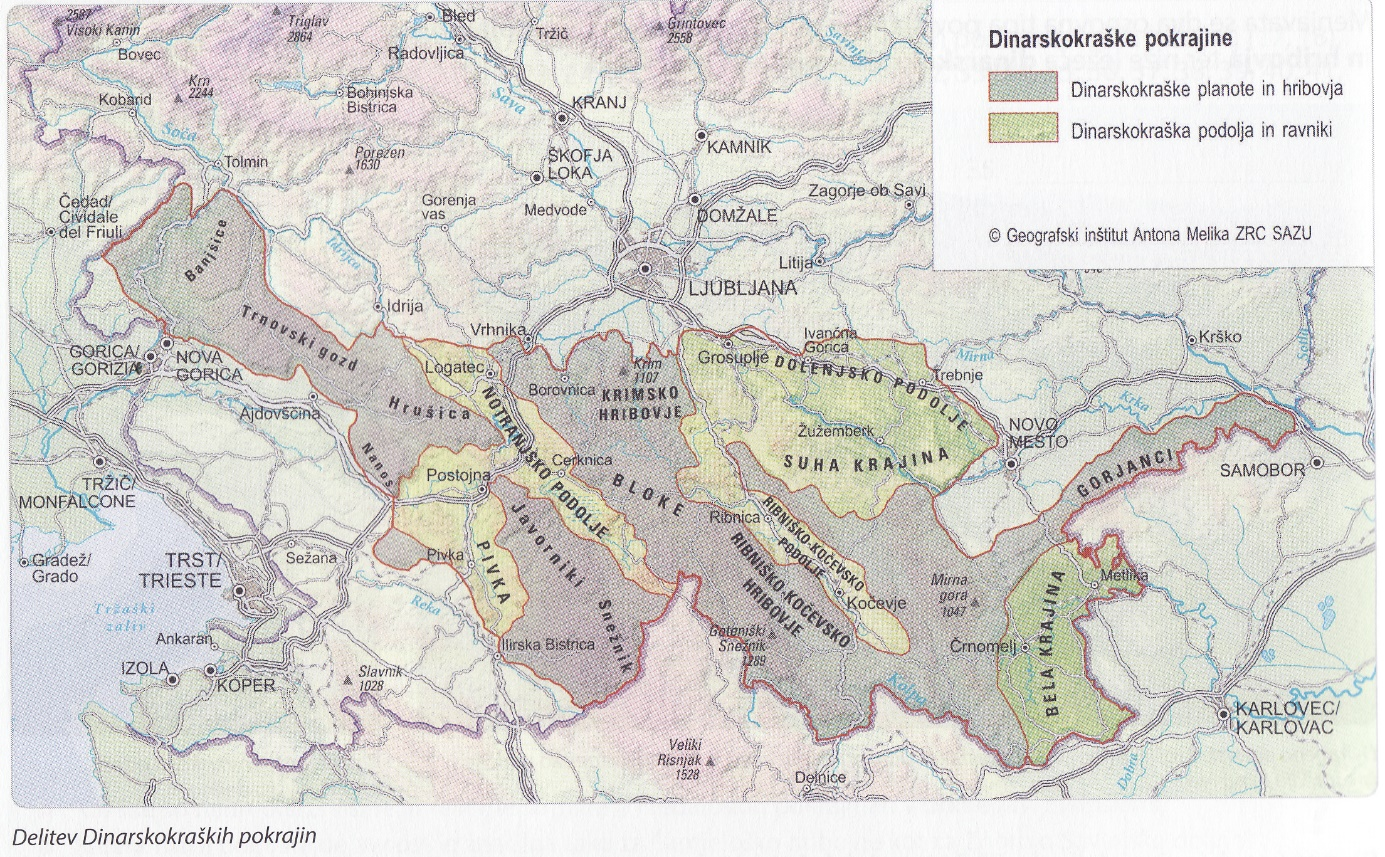 Dinarskokraške pokrajine
Dinarskokraške planote in hribovja
Dinarskokraška podolja in ravniki
© Geografski inštitut Antona Melika ZRC SAZU
2587
Visoki Kanin
Bovec
Triglav
2864
Bled
Radovljica
Tržič
Grintovec
2558
Savinja
Krn
2244
Kobarid
Soča
Bohinjska
Bistrica
Sava
KRANJ
Tolmin
Porezen
1630
ŠKOFJA
LOKA
KAMNIK
Čedad/
Cividale
del Friuli
Gorenja
vas
Medvode
DOMŽALE
Zagorje ob Savi
Banjšice
Idrijca
Litija
LJUBLJANA
Idrija
Trnovski gozd
Vrhnika
GORICA/
GORIZIA
NOVA
GORICA
Logatec
Borovnica
Krim
1107
KRIMSKO
HRIBOVJE
Grosuplje
Ivančna
Gorica
DOLENJSKO PODOLJE
Mirna
Trebnje
Krško
Sotla
Krka
Ajdovščina
Hrušica
NOTRANJSKO PODOLJE
Žužemberk
SUHA KRAJINA
NOVO
MESTO
Nanos
Postojna
Cerknica
BLOKE
GORJANCI
SAMOBOR
TRŽIČ/
MONFALCONE
Javorniki
Ribnica
RIBNIŠKO-KOČEVSKO
PODOLJE
RIBNIŠKO-KOČEVSKO
HRIBOVJE
Gradež/
Grado
TRST/
TRIESTE
Sežana
Pivka
PIVKA
Reka
Snežnik
Kočevje
Mirna
gora
1047
Metlika
BELA KRAJINA
Tržaški
zaliv
Ankaran
IZOLA
KOPER
Slavnik
1028
Ilirska Bistrica
Goteniški
Snežnik
1289
Črnomelj
Kolpa
KARLOVEC/
KARLOVAC
Veliki
Risnjak
1528
Delnice
Dobra
Delitev Dinarskokraških pokrajin